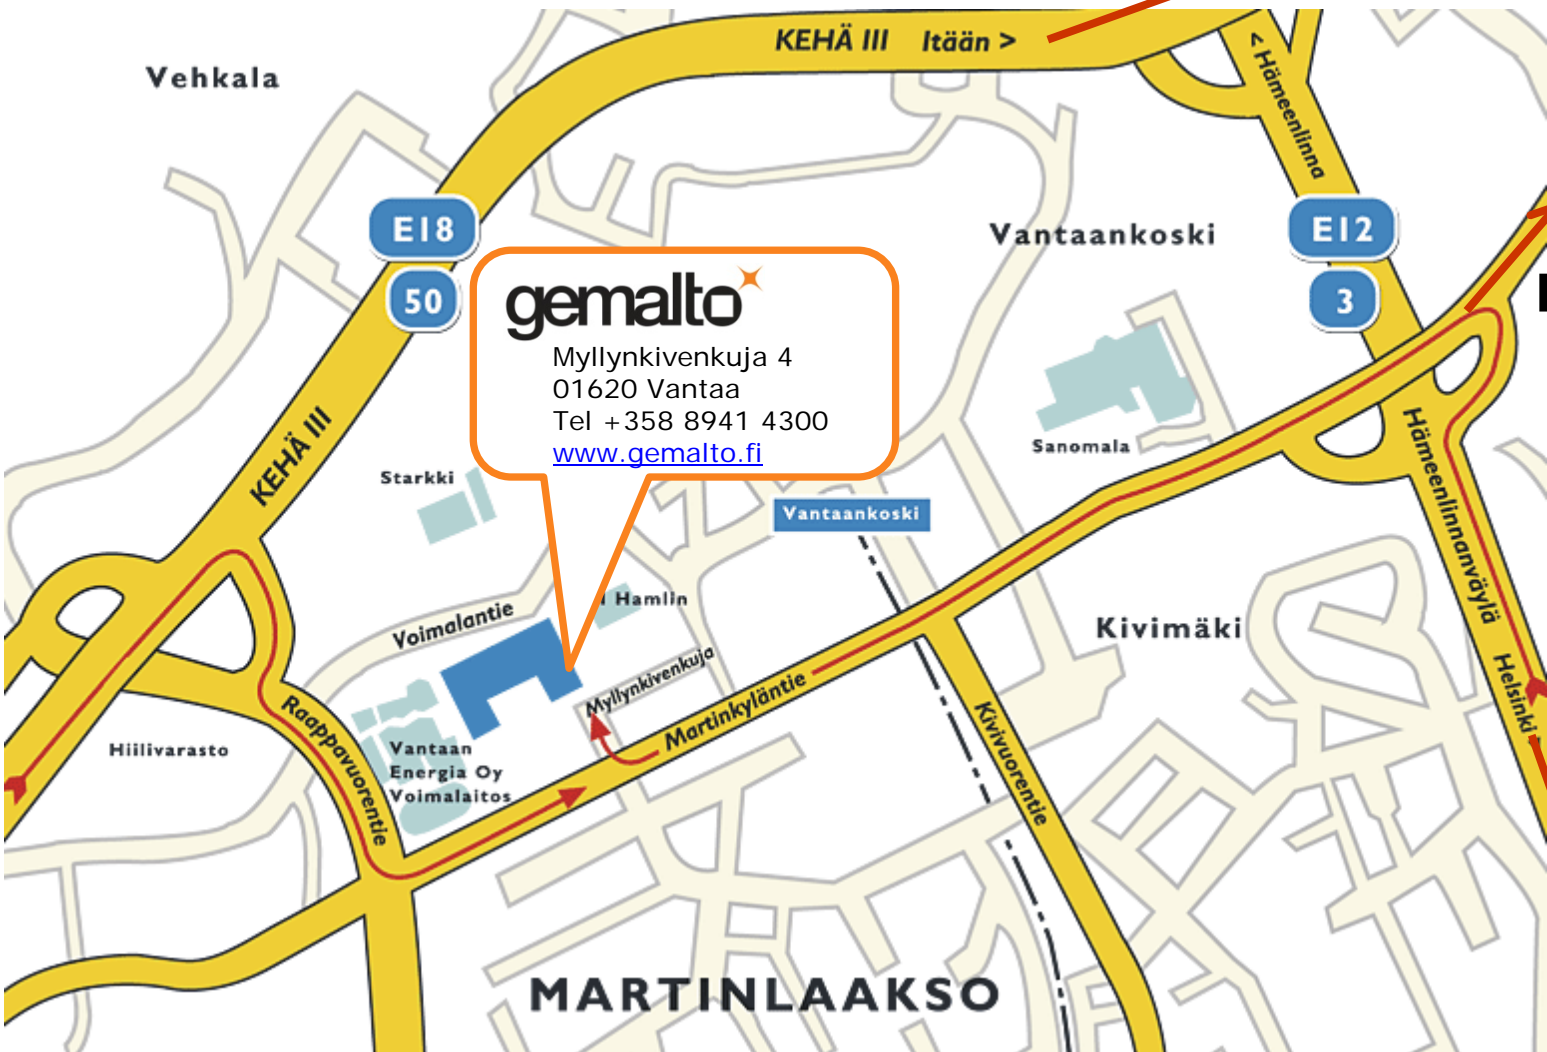 KEHÄ III Itään >
< Hämeenlinna
Vehkala
E18
50
Vantaankoski
E12
3
gemalto
Myllynkivenkuja 4
01620 Vantaa
Tel +358 8941 4300
www.gemalto.fi
KEHÄ III
Starkki
Sanomala
Hämeenlinnanväylä
Vantaankoski
Hamlin
Voimalantie
Kivimäki
Myllynkivenkuja
Helsinki
Martinkyläntie
Raappavuorentie
Kivivuorentie
Hiilivarasto
Vantaan
Energia Oy
Voimalaitos
MARTINLAAKSO